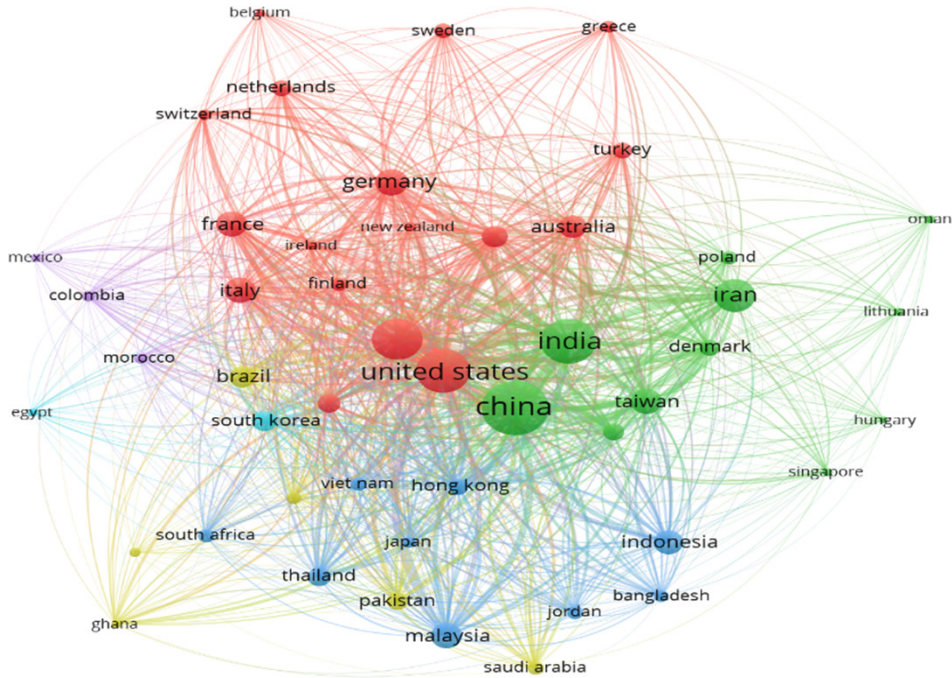 belgium
sweden
greece
netherlands
switzerland
turkey
germany
oman
france
new zealand
australia
ireland
mexico
poland
finland
italy
colombia
iran
lithuania
india
denmark
morocco
united states
brazil
taiwan
china
egypt
south korea
hungary
singapore
viet nam
hong kong
south africa
japan
indonesia
thailand
bangladesh
pakistan
jordan
ghana
malaysia
saudi arabia